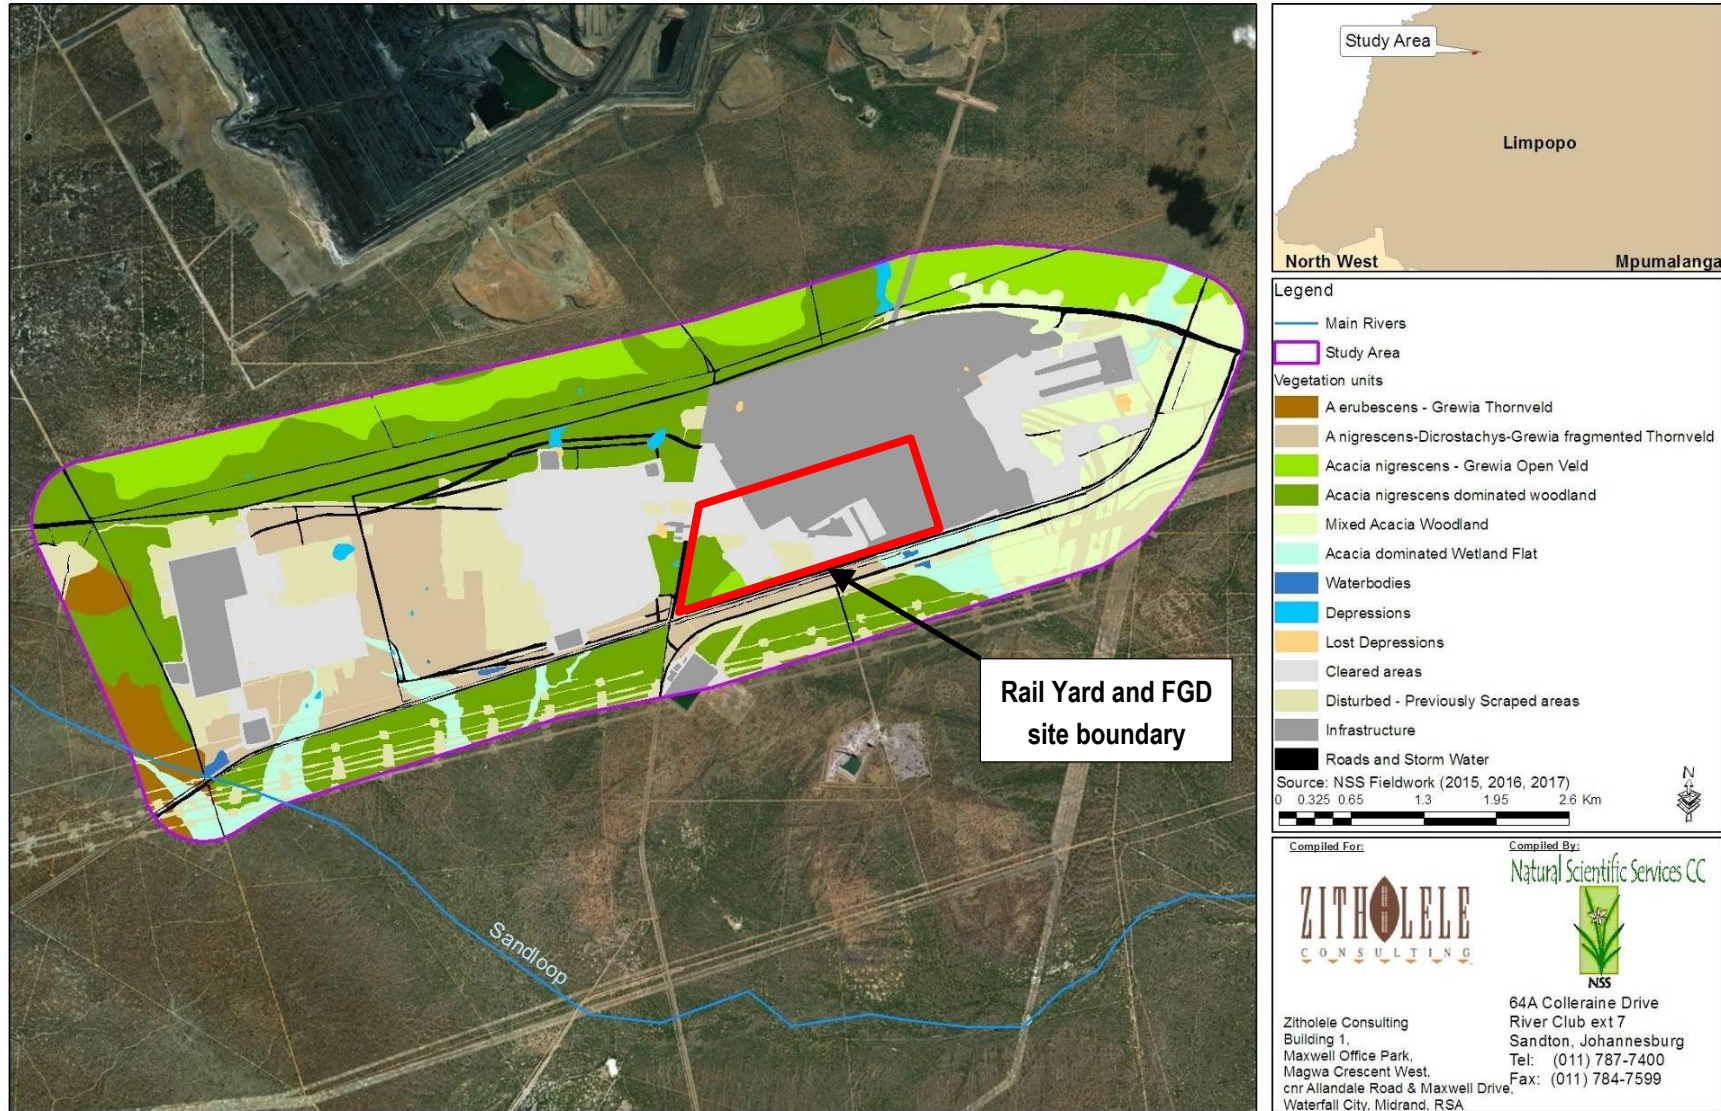 Sandloop
Rail Yard and FGD
site boundary
Study Area
Limpopo
North West
Mpumalanga
Legend
Main Rivers
Study Area
Vegetation units
A erubescens - Grewia Thornveld
A nigrescens-Dicrostachys-Grewia fragmented Thornveld
Acacia nigrescens - Grewia Open Veld
Acacia nigrescens dominated woodland
Mixed Acacia Woodland
Acacia dominated Wetland Flat
Waterbodies
Depressions
Lost Depressions
Cleared areas
Disturbed - Previously Scraped areas
Infrastructure
Roads and Storm Water
Source: NSS Fieldwork (2015, 2016, 2017)
0 0.325 0.65 1.3 1.95 2.6 Km
N
Compiled For:
ZITHOLELE
CONSULTING
Zitholele Consulting
Building 1,
Maxwell Office Park,
Magwa Crescent West,
cnr Allandale Road & Maxwell Drive,
Waterfall City, Midrand, RSA
Compiled By:
Natural Scientific Services CC
NSS
64A Colleraine Drive
River Club ext 7
Sandton, Johannesburg
Tel: (011) 787-7400
Fax: (011) 784-7599